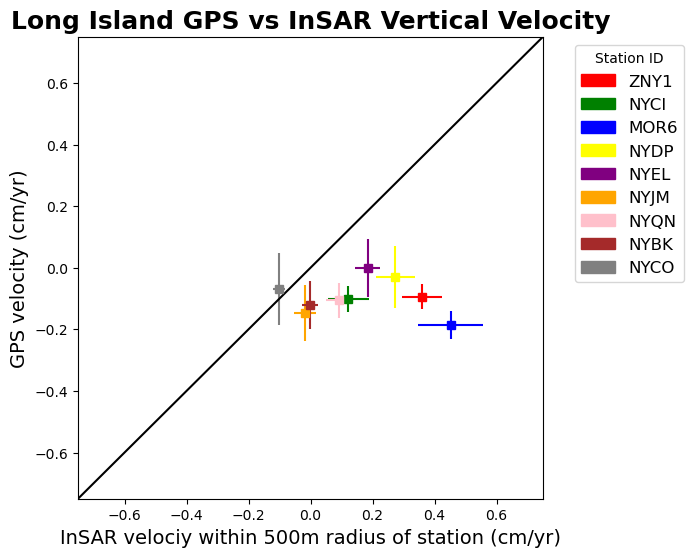 Long Island GPS vs InSAR Vertical Velocity
Station ID
ZNY1
NYCI
MOR6
NYDP
NYEL
NYJM
NYQN
NYBK
NYCO
GPS velocity (cm/yr)
0.6
0.4
0.2
0.0
−0.2
−0.4
−0.6
−0.6 −0.4 −0.2 0.0 0.2 0.4 0.6
InSAR velociy within 500m radius of station (cm/yr)